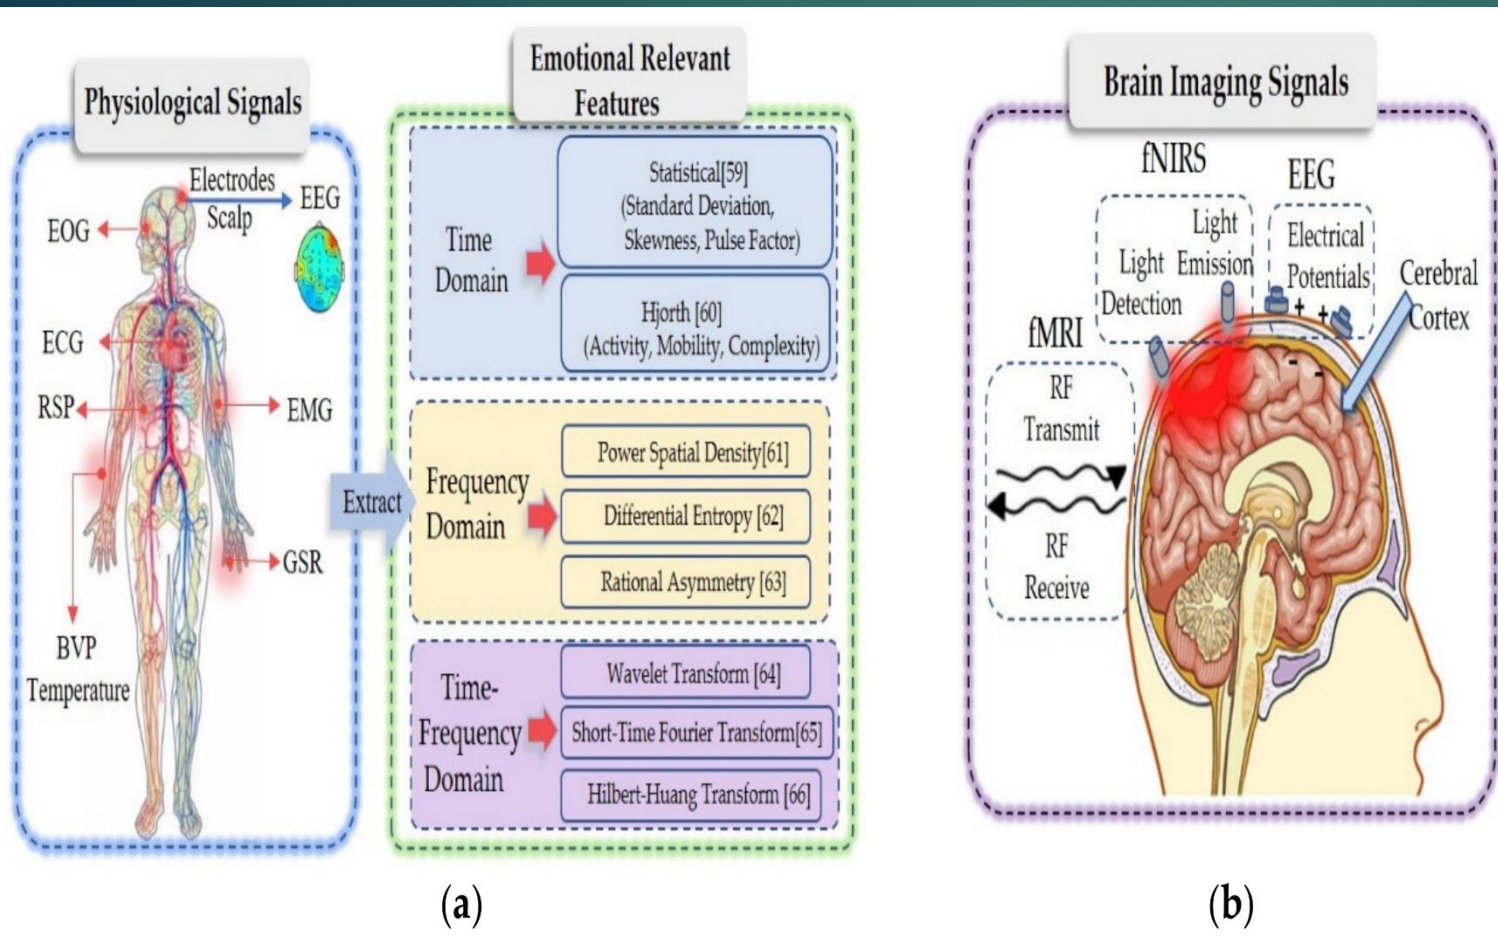 Physiological Signals
Electrodes
Scalp
EEG
EOG
ECG
RSP
EMG
GSR
BVP
Temperature
Extract
Emotional Relevant
Features
Time
Domain
Statistical[59]
(Standard Deviation,
Skewness, Pulse Factor)
Hjorth [60]
(Activity, Mobility, Complexity)
Frequency
Domain
Power Spatial Density[61]
Differential Entropy [62]
Rational Asymmetry [63]
Time-
Frequency
Domain
Wavelet Transform [64]
Short-Time Fourier Transform[65]
Hilbert-Huang Transform [66]
(a)
Brain Imaging Signals
fNIRS
Light
Emission
Light
Detection
EEG
Electrical
Potentials
+ +
- -
Cerebral
Cortex
fMRI
RF
Transmit
RF
Receive
(b)